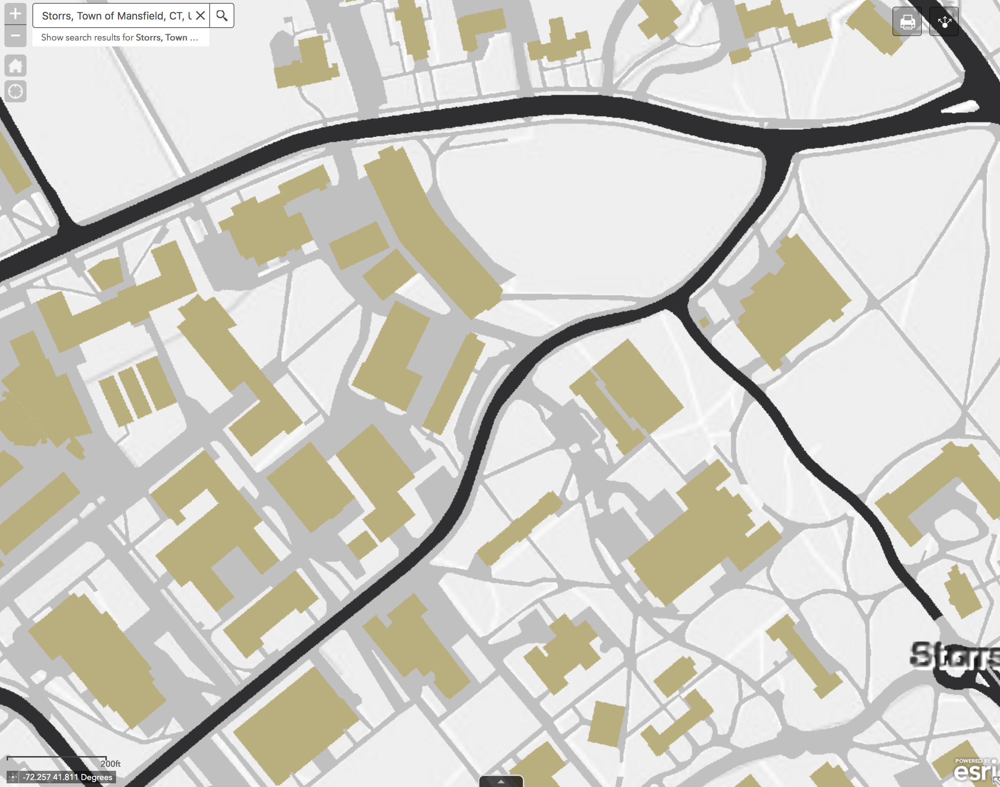 +
Storrs, Town of Mansfield, CT, U
−
Show search results for Storrs, Town ...
Storrs
200ft
-72.257 41.811 Degrees
POWERED BY
esri